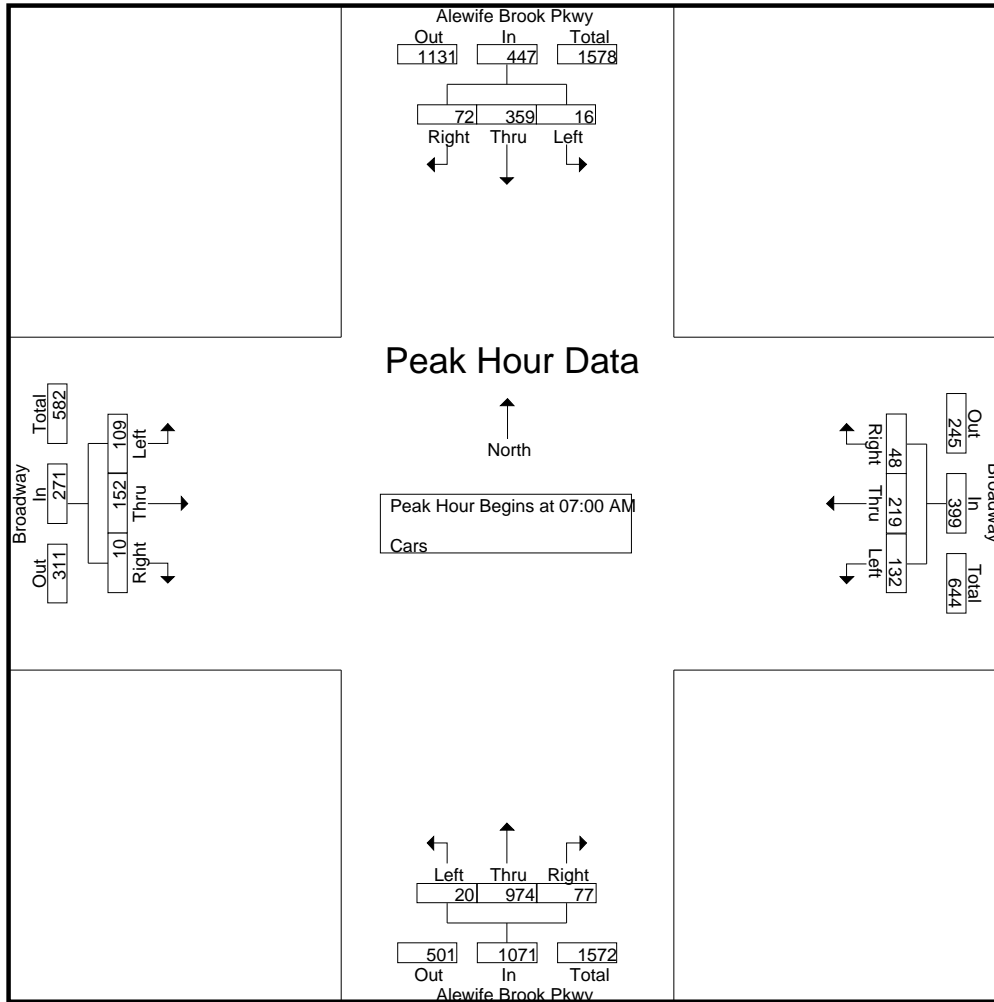 Alewife Brook Pkwy
Out In Total
1131 447 1578
72 359 16
Right Thru Left
Peak Hour Data
North
Peak Hour Begins at 07:00 AM
Cars
Broadway
Total In Out
582 271 311
109 152 10
Left Thru Right
Broadway
Out In Total
245 399 644
48 219 132
Right Thru Left
Left Thru Right
20 974 77
501 1071 1572
Out In Total
Alewife Brook Pkwy